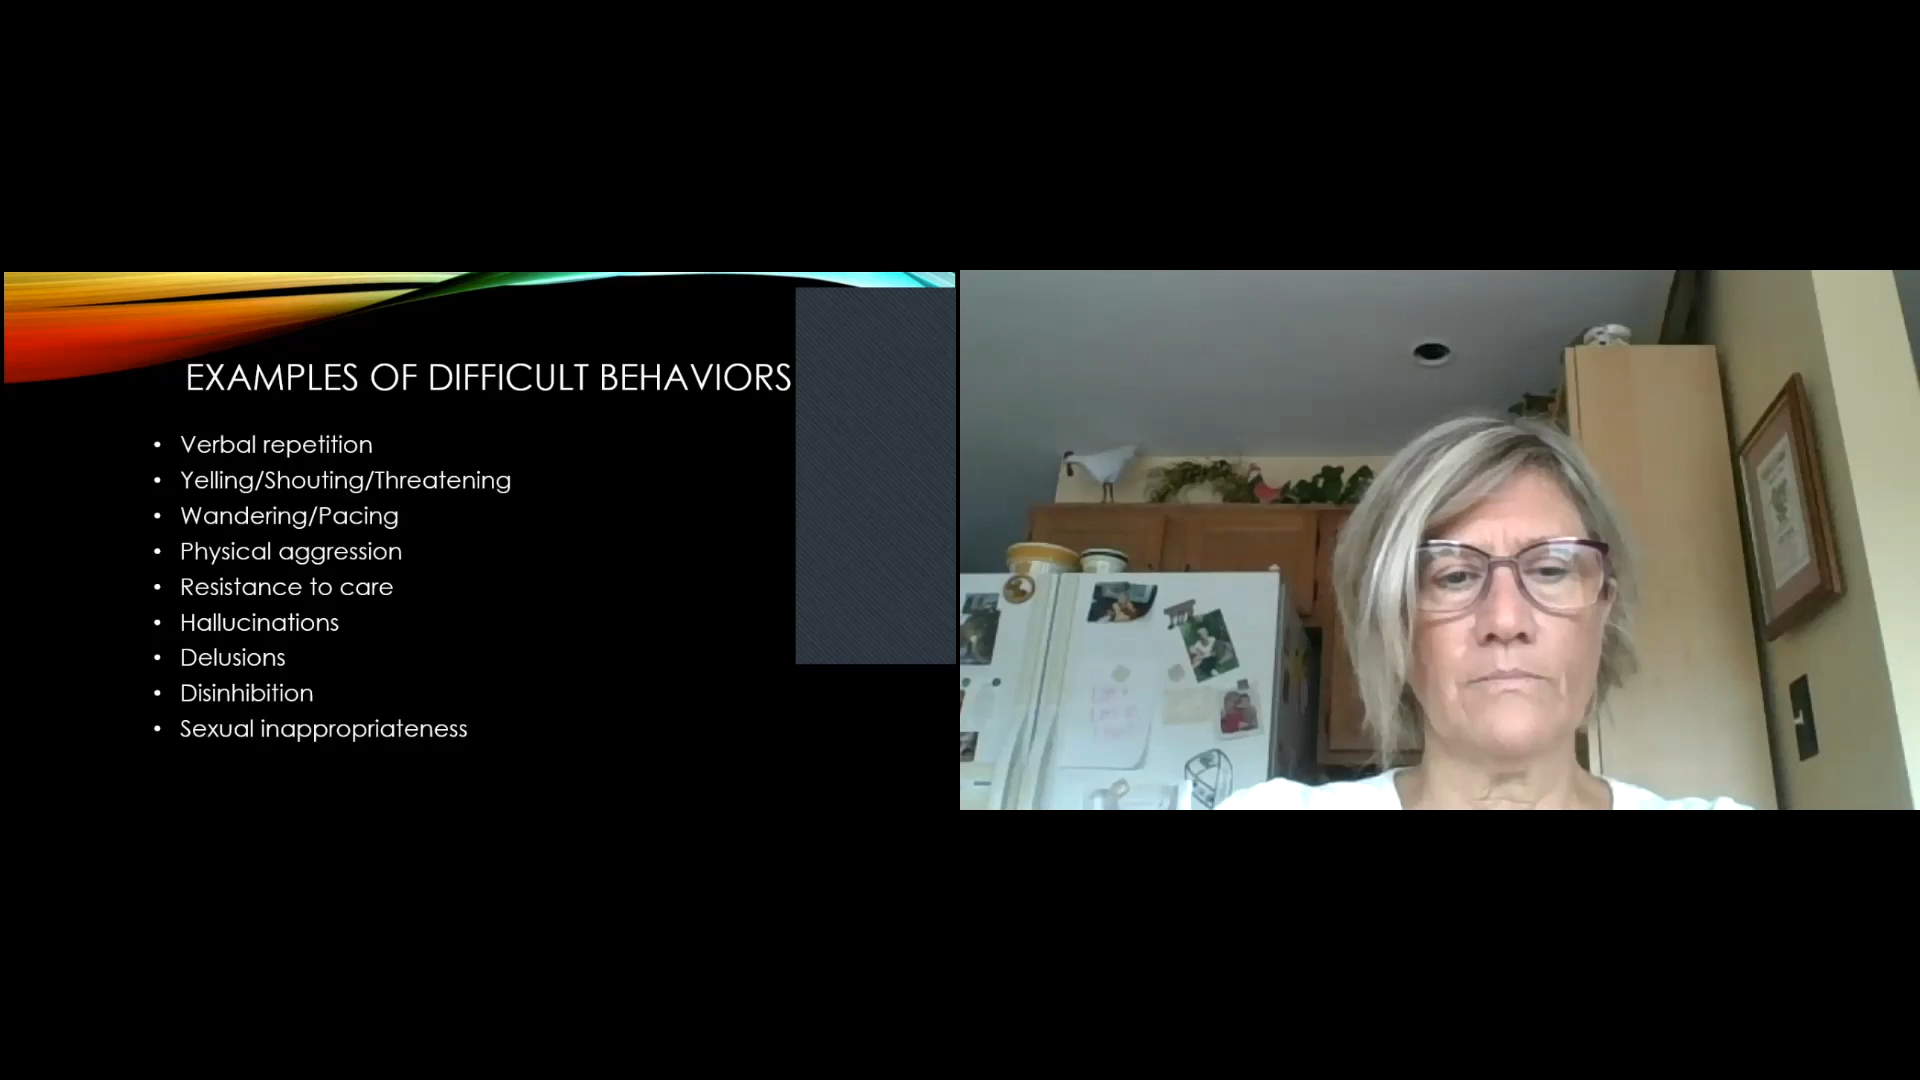 EXAMPLES OF DIFFICULT BEHAVIORS
• Verbal repetition
• Yelling/Shouting/Threatening
• Wandering/Pacing
• Physical aggression
• Resistance to care
• Hallucinations
• Delusions
• Disinhibition
• Sexual inappropriateness